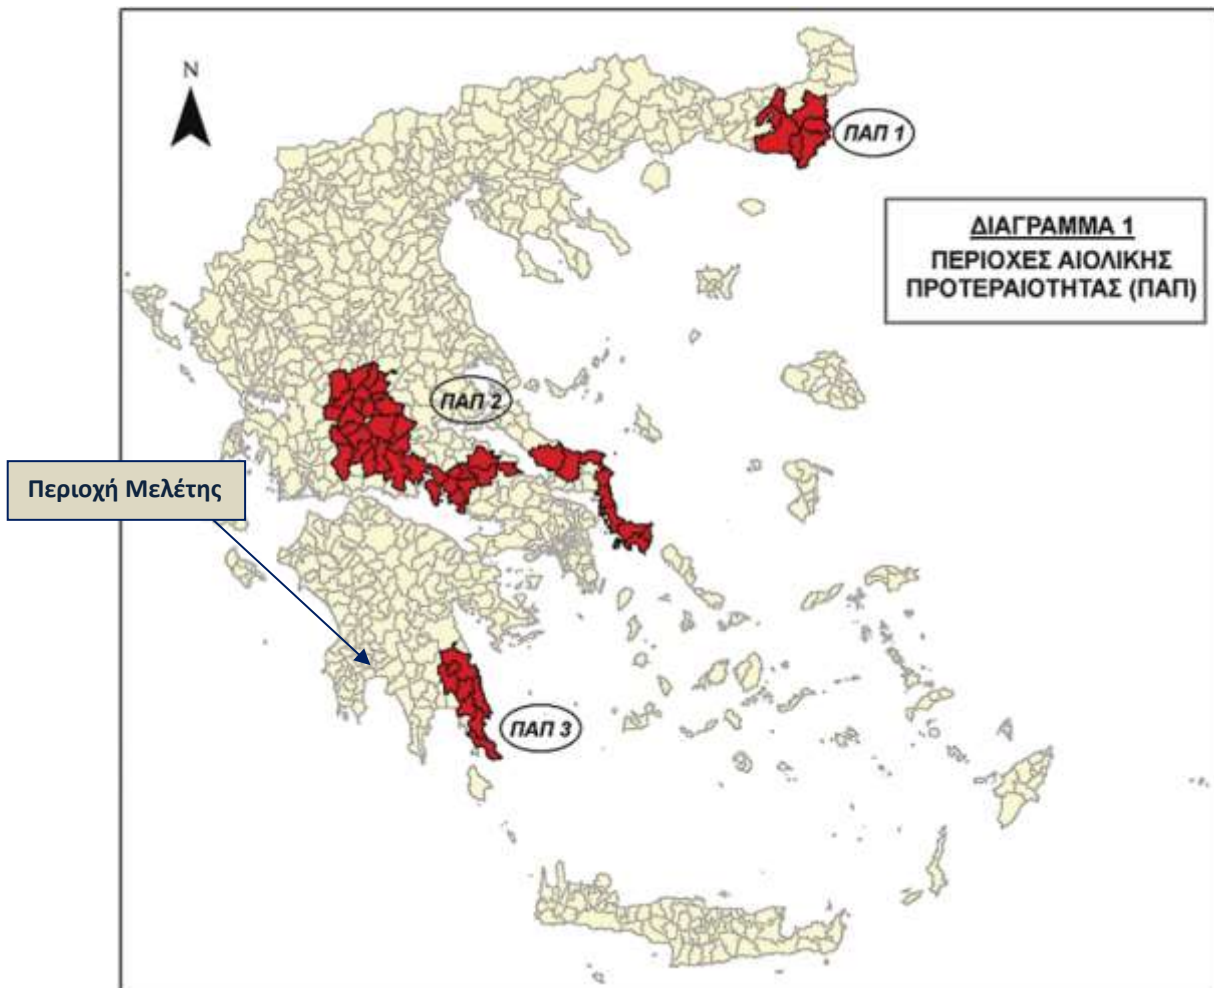 N
ΠΑΠ 1
ΔΙΑΓΡΑΜΜΑ 1
ΠΕΡΙΟΧΕΣ ΑΙΟΛΙΚΗΣ
ΠΡΟΤΕΡΑΙΟΤΗΤΑΣ (ΠΑΠ)
ΠΑΠ 2
Περιοχή Μελέτης
ΠΑΠ 3